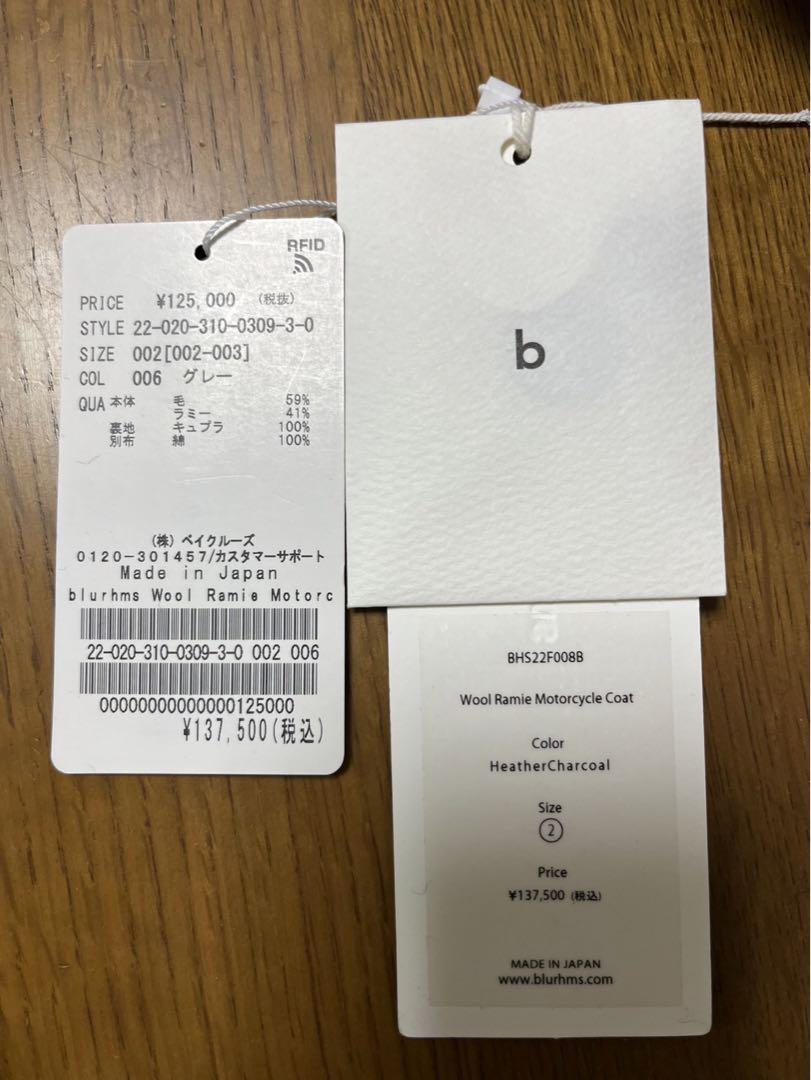 RFID
PRICE ¥125,000 (税抜)
STYLE 22-020-310-0309-3-0
SIZE 002[002-003]
COL 006 グレー
QUA 本体 毛 59%
ラミー 41%
裏地 キュプラ 100%
別布 綿 100%
(株) ベイクルーズ
0120-301457/カスタマーサポート
Made in Japan
blurhms Wool Ramie Motorc
22-020-310-0309-3-0 002 006
00000000000000125000
¥137,500(税込)
b
BHS22F008B
Wool Ramie Motorcycle Coat
Color
HeatherCharcoal
Size
2
Price
¥137,500 (税込)
MADE IN JAPAN
www.blurhms.com